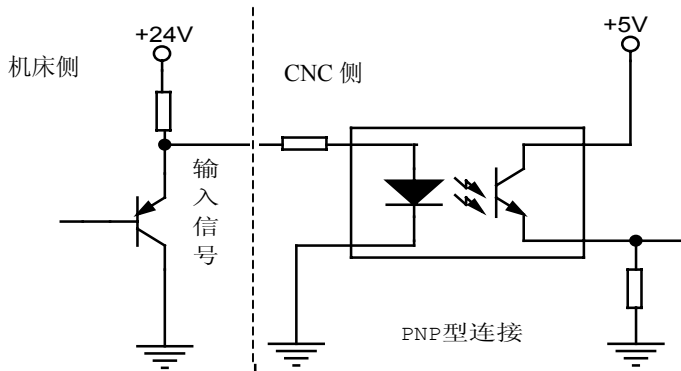 +24V
+5V
机床侧
CNC 侧
输
入
信
号
PNP型连接